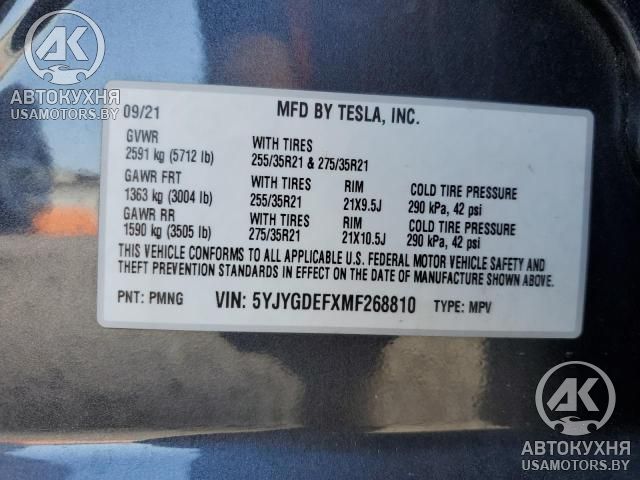 АК
АВТОКУХНЯ
USAMOTORS.BY
09/21 MFD BY TESLA, INC.
GVWR
2591 kg (5712 lb) WITH TIRES 255/35R21 & 275/35R21
GAWR FRT WITH TIRES RIM COLD TIRE PRESSURE
1363 kg (3004 lb) 255/35R21 21X9.5J 290 kPa, 42 psi
GAWR RR WITH TIRES RIM COLD TIRE PRESSURE
1590 kg (3505 lb) 275/35R21 21X10.5J 290 kPa, 42 psi
THIS VEHICLE CONFORMS TO ALL APPLICABLE U.S. FEDERAL MOTOR VEHICLE SAFETY AND
THEFT PREVENTION STANDARDS IN EFFECT ON THE DATE OF MANUFACTURE SHOWN ABOVE.
PNT: PMNG VIN: 5YJYGDEFXMF268810 TYPE: MPV
АК
АВТОКУХНЯ
USAMOTORS.BY